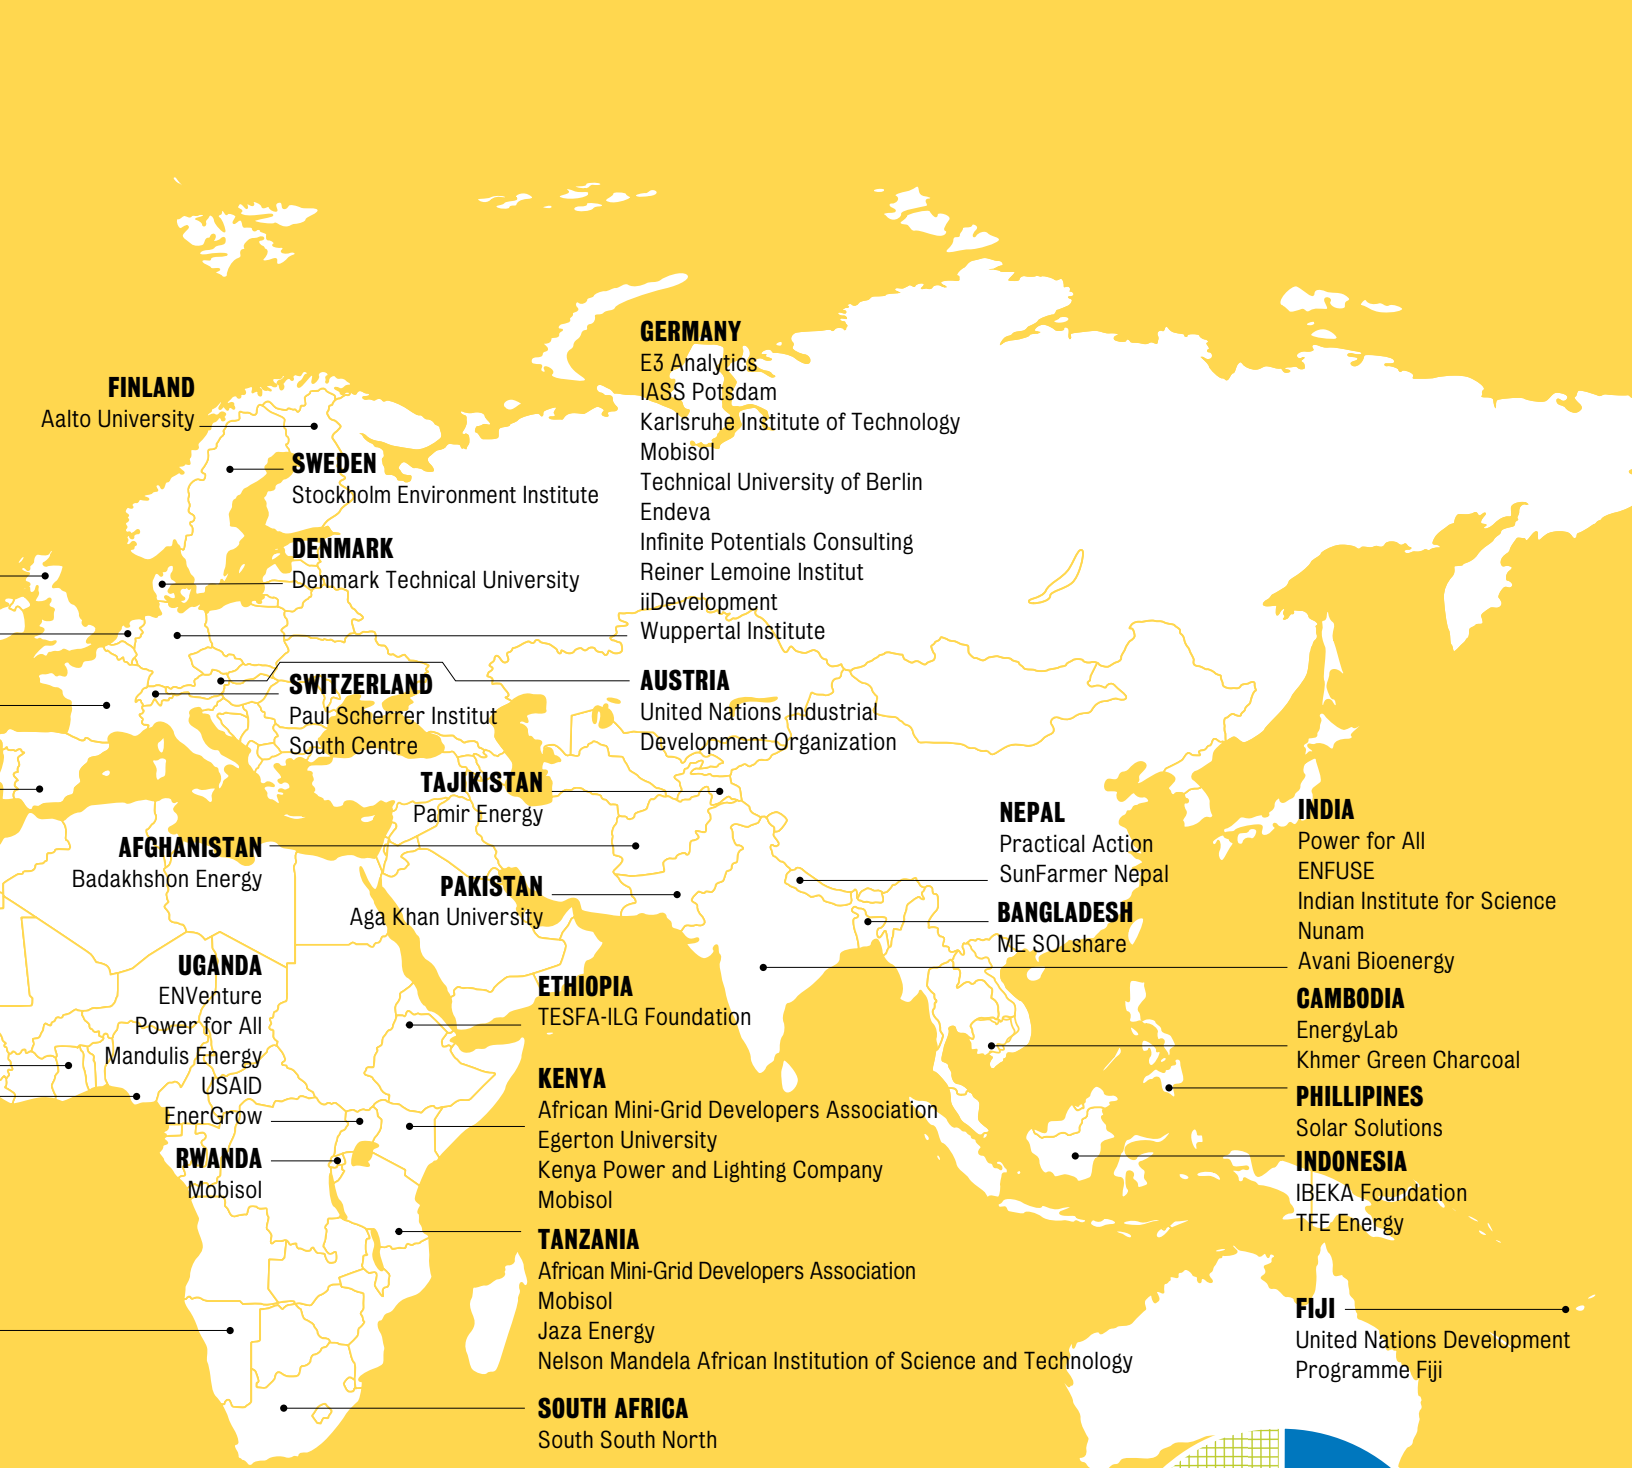 GERMANY
E3 Analytics
IASS Potsdam
Karlsruhe Institute of Technology
Mobisol
Technical University of Berlin
Endeva
Infinite Potentials Consulting
Reiner Lemoine Institut
iiDevelopment
Wuppertal Institute
FINLAND
Aalto University
SWEDEN
Stockholm Environment Institute
DENMARK
Denmark Technical University
SWITZERLAND
Paul Scherrer Institut
South Centre
AUSTRIA
United Nations Industrial
Development Organization
TAJIKISTAN
Pamir Energy
AFGHANISTAN
Badakhshon Energy
PAKISTAN
Aga Khan University
NEPAL
Practical Action
SunFarmer Nepal
BANGLADESH
ME SOLshare
INDIA
Power for All
ENFUSE
Indian Institute for Science
Nunam
Avani Bioenergy
CAMBODIA
EnergyLab
Khmer Green Charcoal
PHILLIPINES
Solar Solutions
INDONESIA
IBEKA Foundation
TFE Energy
FIJI
United Nations Development
Programme Fiji
UGANDA
ENVenture
Power for All
Mandulis Energy
USAID
EnerGrow
RWANDA
Mobisol
ETHIOPIA
TESFA-ILG Foundation
KENYA
African Mini-Grid Developers Association
Egerton University
Kenya Power and Lighting Company
Mobisol
TANZANIA
African Mini-Grid Developers Association
Mobisol
Jaza Energy
Nelson Mandela African Institution of Science and Technology
SOUTH AFRICA
South South North